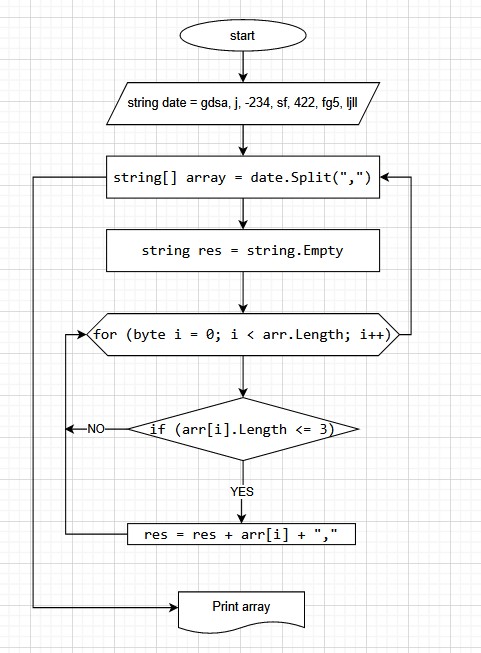 start
string date = gdsa, j, -234, sf, 422, fg5, ljll
string[] array = date.Split(",")
string res = string.Empty
for (byte i = 0; i < arr.Length; i++)
if (arr[i].Length <= 3)
NO
YES
res = res + arr[i] + ","
Print array